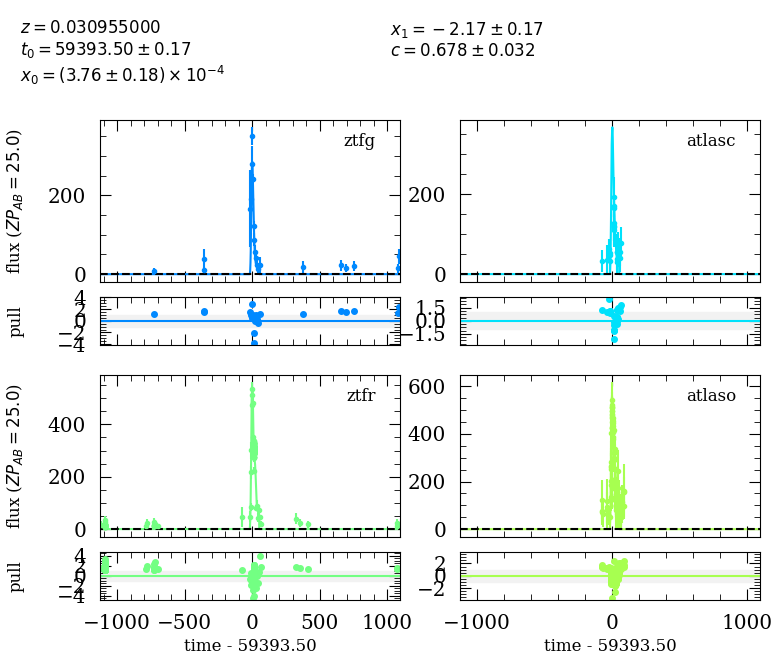 z = 0.030955000
t₀ = 59393.50 ± 0.17
x₀ = (3.76 ± 0.18) × 10⁻⁴
x₁ = −2.17 ± 0.17
c = 0.678 ± 0.032
flux (ZP_AB = 25.0)
200
0
ztfg
200
0
atlasc
pull
4
2
0
−2
−4
1.5
0.0
−1.5
flux (ZP_AB = 25.0)
400
200
0
ztfr
600
400
200
0
atlaso
pull
4
2
0
−2
−4
2
0
−2
−1000 −500 0 500 1000
time - 59393.50
−1000 0 1000
time - 59393.50